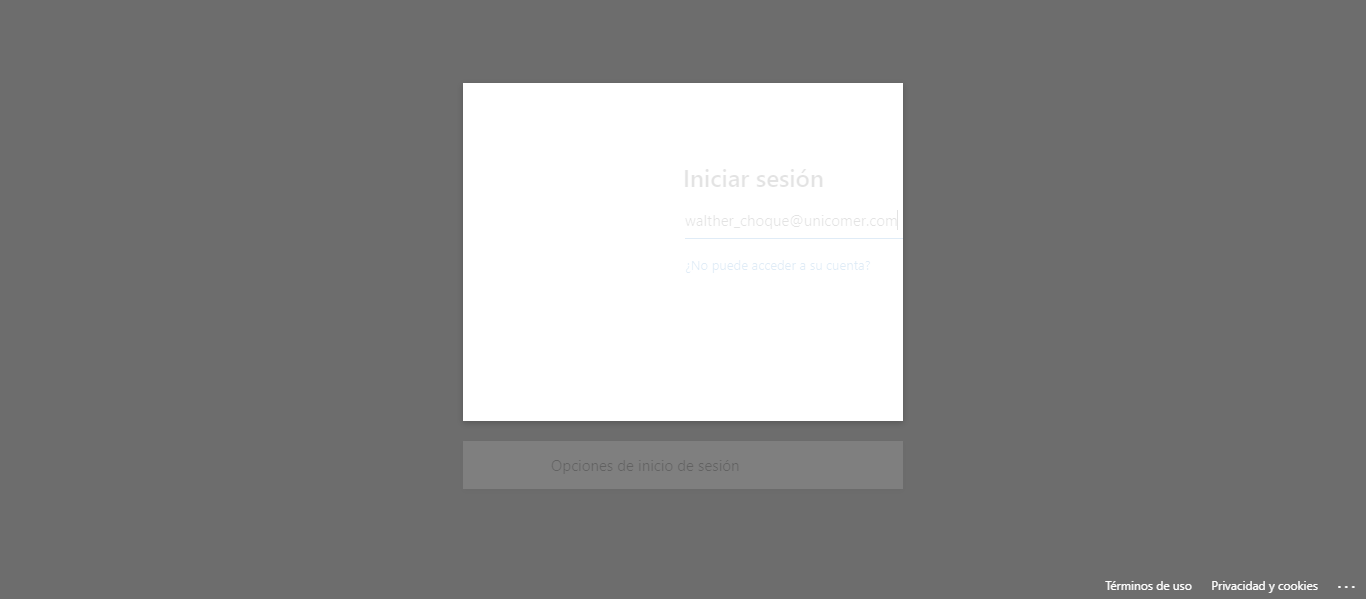 Iniciar sesión
walther_choque@unicomer.com
¿No puede acceder a su cuenta?
Opciones de inicio de sesión
Términos de uso Privacidad y cookies ...